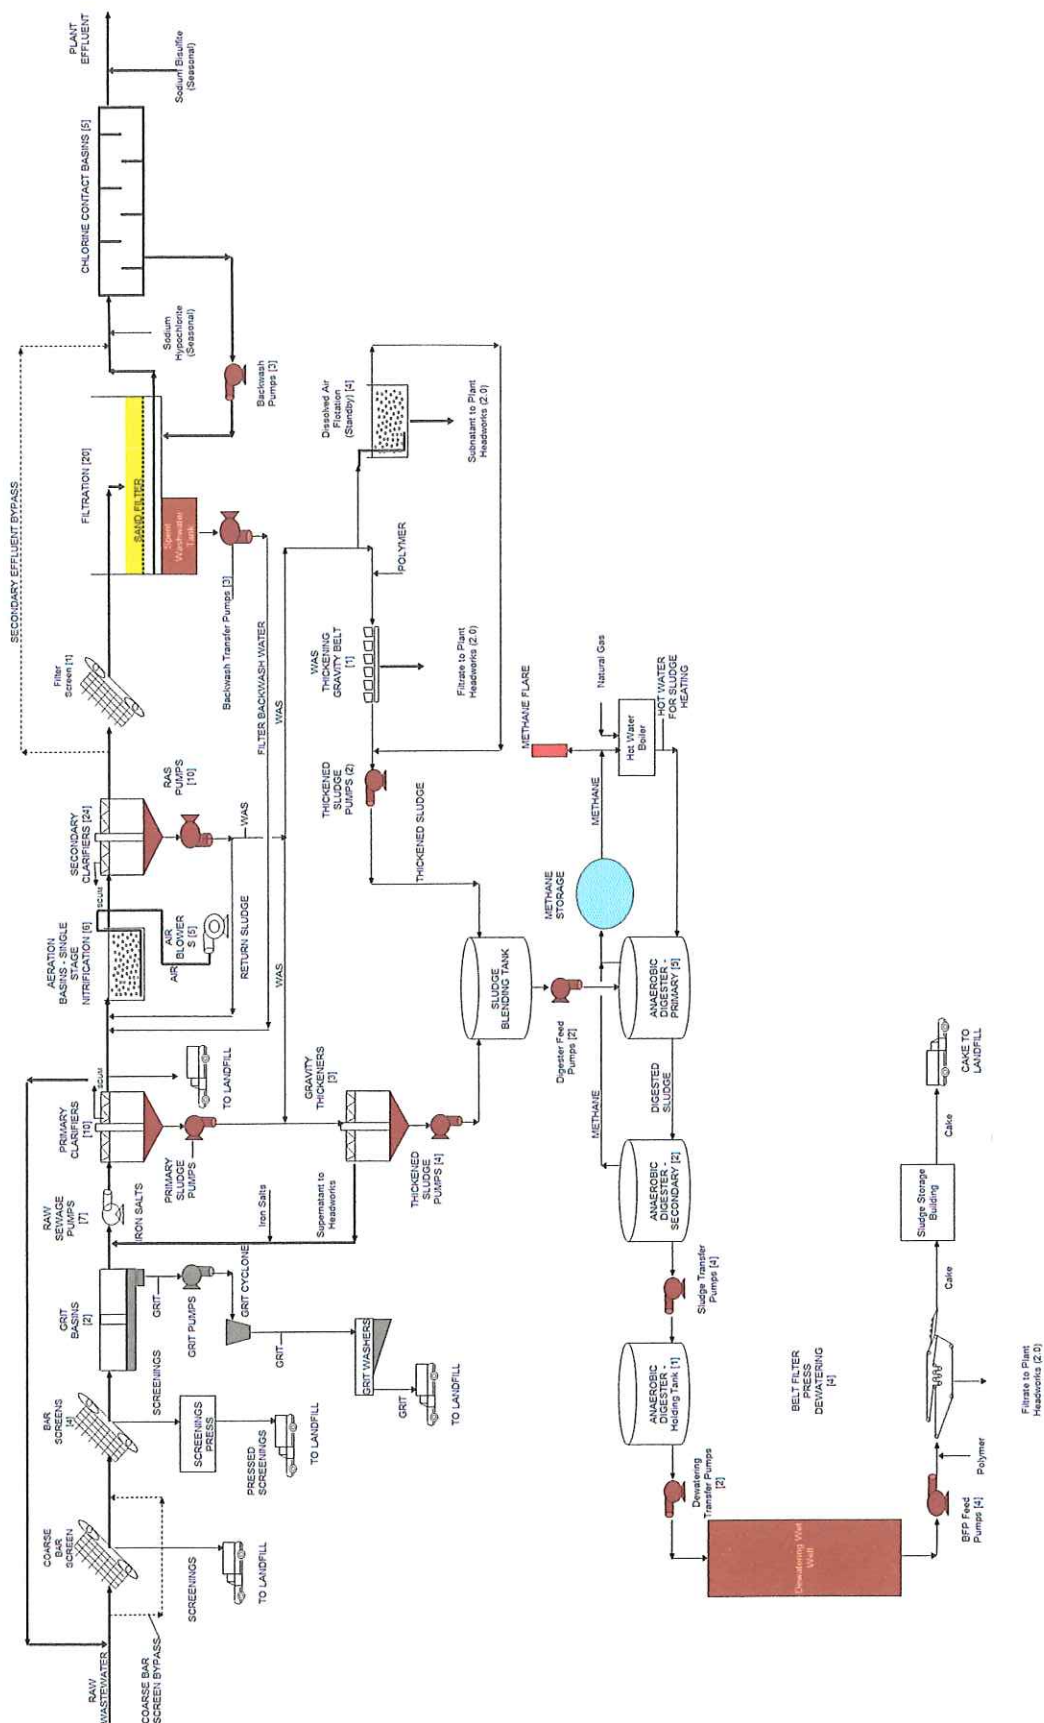 RAW
WASTEWATER
COARSE BAR
SCREEN BYPASS
COARSE
BAR
SCREEN
SCREENINGS
TO LANDFILL
BAR
SCREENS
[4]
SCREENINGS
SCREENINGS
PRESS
PRESSED
SCREENINGS
TO LANDFILL
GRIT
BASINS
[2]
GRIT
GRIT PUMPS
GRIT CYCLONE
GRIT
GRIT WASHERS
GRIT
TO LANDFILL
RAW
SEWAGE
PUMPS
[7]
IRON SALTS
Iron Salts
Supernatant to
Headworks
PRIMARY
CLARIFIERS
[10]
SCUM
PRIMARY
SLUDGE
PUMPS
TO LANDFILL
GRAVITY
THICKENERS
[3]
THICKENED
SLUDGE
PUMPS [4]
AERATION
BASINS - SINGLE
STAGE
NITRIFICATION [6]
AIR
AIR
BLOWER
S [5]
RETURN SLUDGE
WAS
SECONDARY
CLARIFIERS [24]
SCUM
RAS
PUMPS
[10]
WAS
WAS
FILTER BACKWASH WATER
SECONDARY EFFLUENT BYPASS
Filter
Screen [1]
FILTRATION [20]
SAND FILTER
Spent
Washwater
Tank
Backwash Transfer Pumps [3]
Backwash
Pumps [3]
Sodium
Hypochlorite
(Seasonal)
CHLORINE CONTACT BASINS [5]
Sodium Bisulfite
(Seasonal)
PLANT
EFFLUENT
Dissolved Air
Flotation
(Standby) [4]
Subnatant to Plant
Headworks (2.0)
POLYMER
WAS
THICKENING
GRAVITY BELT
[1]
Filtrate to Plant
Headworks (2.0)
THICKENED
SLUDGE
PUMPS (2)
THICKENED SLUDGE
SLUDGE
BLENDING TANK
Digester Feed
Pumps [2]
METHANE FLARE
Natural Gas
Hot Water
Boiler
HOT WATER
FOR SLUDGE
HEATING
METHANE
METHANE
STORAGE
METHANE
ANAEROBIC
DIGESTER -
PRIMARY [5]
DIGESTED
SLUDGE
ANAEROBIC
DIGESTER -
SECONDARY [2]
Sludge Transfer
Pumps [4]
ANAEROBIC
DIGESTER -
Holding Tank [1]
Dewatering
Transfer Pumps
[2]
Dewatering Wet
Well
BFP Feed
Pumps [4]
Polymer
BELT FILTER
PRESS
DEWATERING
[4]
Filtrate to Plant
Headworks (2.0)
Cake
Sludge Storage
Building
Cake
CAKE TO
LANDFILL